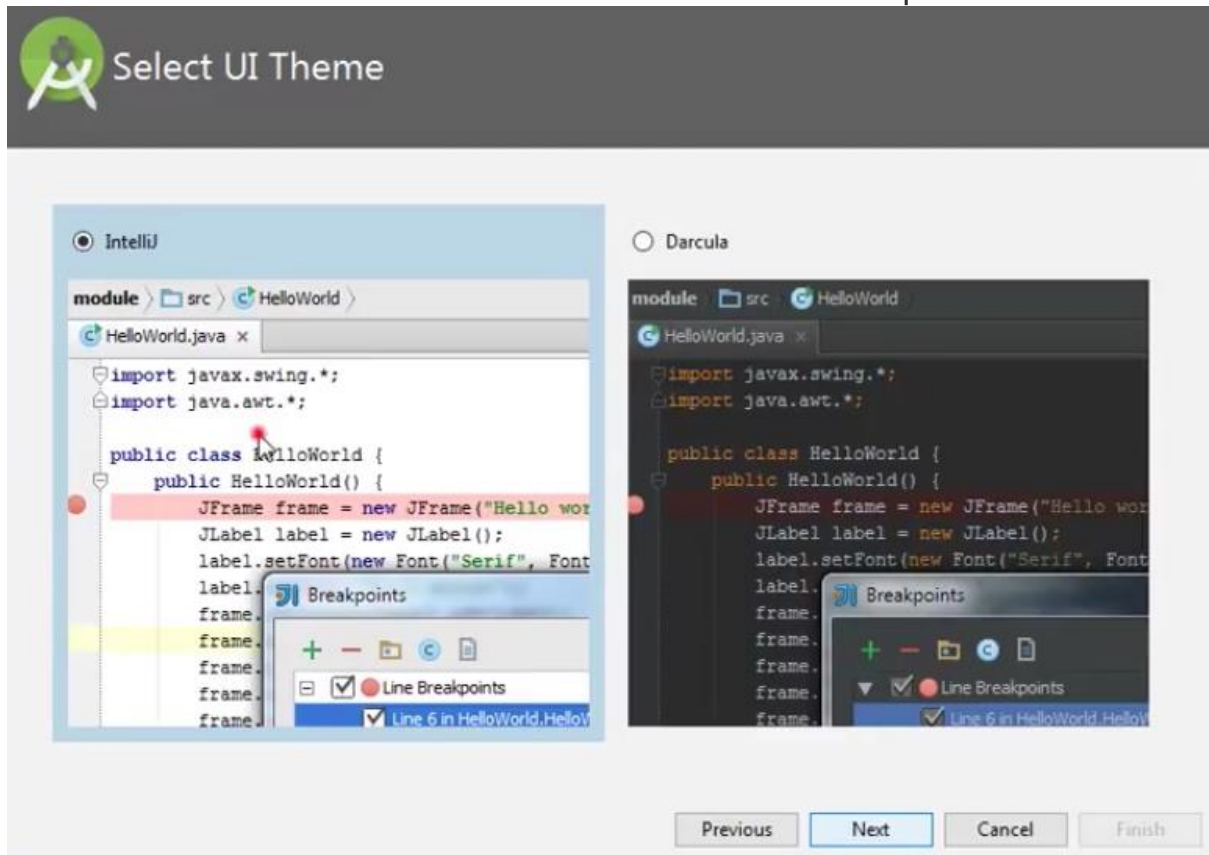 Select UI Theme
IntelliJ
module src HelloWorld
HelloWorld.java ×
import javax.swing.*;
import java.awt.*;
public class HelloWorld {
public HelloWorld() {
JFrame frame = new JFrame("Hello wor
JLabel label = new JLabel();
label.setFont(new Font("Serif", Font
label.
frame.
frame.
frame.
frame.
frame.
Breakpoints
Line Breakpoints
Line 6 in HelloWorld.HelloW
Darcula
module src HelloWorld
HelloWorld.java ×
import javax.swing.*;
import java.awt.*;
public class HelloWorld {
public HelloWorld() {
JFrame frame = new JFrame("Hello wor
JLabel label = new JLabel();
label.setFont(new Font("Serif", Font
label.
frame.
frame.
frame.
frame.
frame.
Breakpoints
Line Breakpoints
Line 6 in HelloWorld.HelloW
Previous Next Cancel Finish